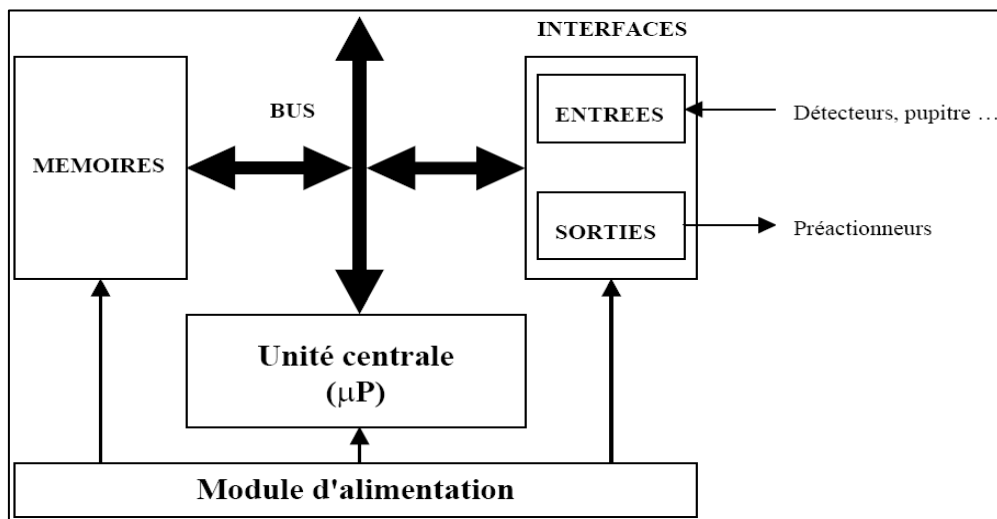 INTERFACES
BUS
ENTREES
Détecteurs, pupitre …
MEMOIRES
SORTIES
Préactionneurs
Unité centrale
(µP)
Module d'alimentation